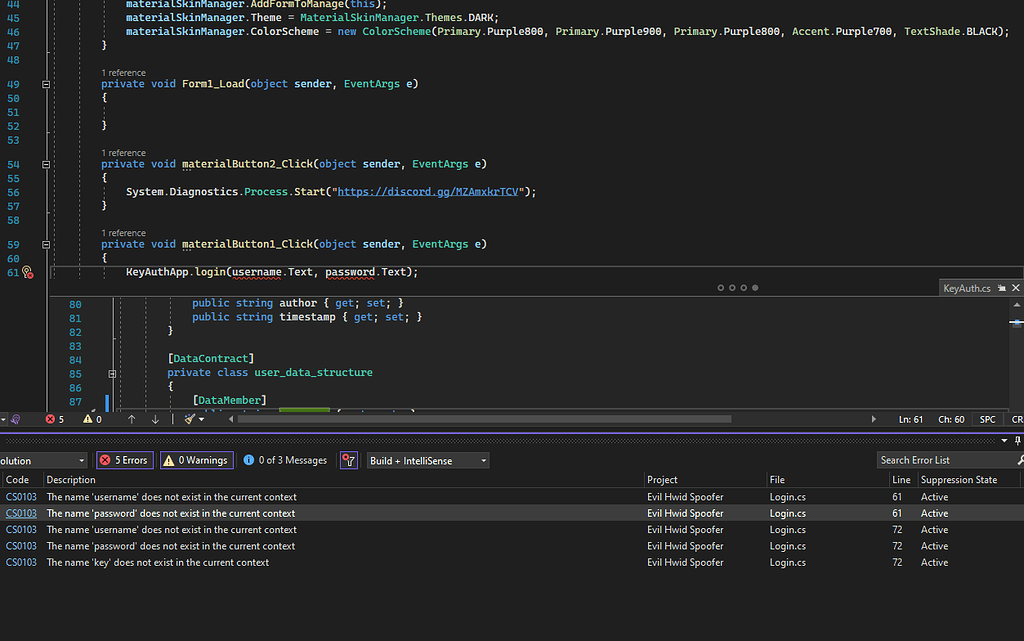 44 materialSkinManager.AddFormToManage(this);
45 materialSkinManager.Theme = MaterialSkinManager.Themes.DARK;
46 materialSkinManager.ColorScheme = new ColorScheme(Primary.Purple800, Primary.Purple900, Primary.Purple800, Accent.Purple700, TextShade.BLACK);
47 }
48
1 reference
49 private void Form1_Load(object sender, EventArgs e)
50 {
51
52 }
53
1 reference
54 private void materialButton2_Click(object sender, EventArgs e)
55 {
56 System.Diagnostics.Process.Start("https://discord.gg/MZAmxkrTCV");
57 }
58
1 reference
59 private void materialButton1_Click(object sender, EventArgs e)
60 {
61 KeyAuthApp.login(username.Text, password.Text);
KeyAuth.cs
80 public string author { get; set; }
81 public string timestamp { get; set; }
82 }
83
84 [DataContract]
85 private class user_data_structure
86 {
87 [DataMember]
5 0 Ln: 61 Ch: 60 SPC CR
olution 5 Errors 0 Warnings 0 of 3 Messages Build + IntelliSense Search Error List
Code Description Project File Line Suppression State
CS0103 The name 'username' does not exist in the current context Evil Hwid Spoofer Login.cs 61 Active
CS0103 The name 'password' does not exist in the current context Evil Hwid Spoofer Login.cs 61 Active
CS0103 The name 'username' does not exist in the current context Evil Hwid Spoofer Login.cs 72 Active
CS0103 The name 'password' does not exist in the current context Evil Hwid Spoofer Login.cs 72 Active
CS0103 The name 'key' does not exist in the current context Evil Hwid Spoofer Login.cs 72 Active